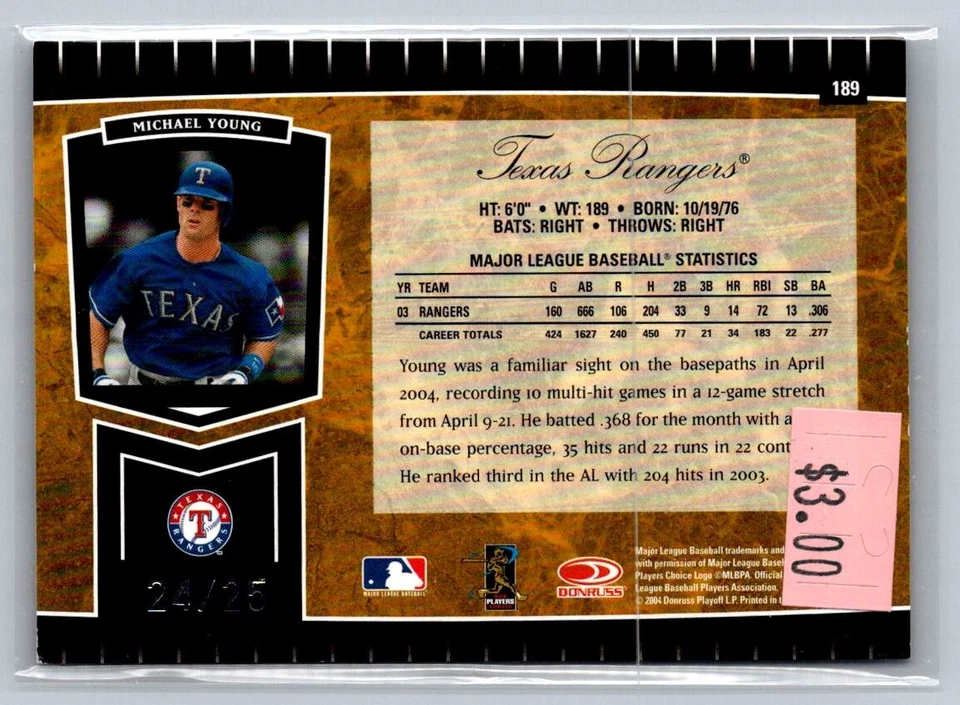 189
MICHAEL YOUNG
T
TEXAS
Texas Rangers®
HT: 6'0" • WT: 189 • BORN: 10/19/76
BATS: RIGHT • THROWS: RIGHT
MAJOR LEAGUE BASEBALL® STATISTICS
YR TEAM G AB R H 2B 3B HR RBI SB BA
03 RANGERS 160 666 106 204 33 9 14 72 13 .306
CAREER TOTALS 424 1627 240 450 77 21 34 183 22 .277
Young was a familiar sight on the basepaths in April
2004, recording 10 multi-hit games in a 12-game stretch
from April 9-21. He batted .368 for the month with a
on-base percentage, 35 hits and 22 runs in 22 cont
He ranked third in the AL with 204 hits in 2003.
$3.00
TEXAS
T
RANGERS
24/25
MAJOR LEAGUE BASEBALL
PLAYERS
DONRUSS
Major League Baseball trademarks and
with permission of Major League Base
Players Choice Logo ©MLBPA. Official
League Baseball Players Association.
© 2004 Donruss Playoff L.P. Printed in t